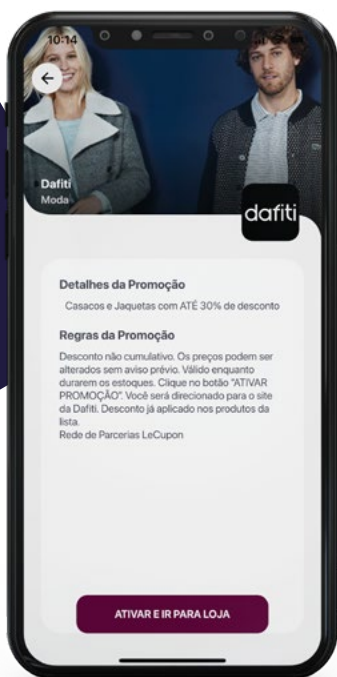 10:14
Dafiti
Moda
dafiti
Detalhes da Promoção
Casacos e Jaquetas com ATÉ 30% de desconto
Regras da Promoção
Desconto não cumulativo. Os preços podem ser
alterados sem aviso prévio. Válido enquanto
durarem os estoques. Clique no botão "ATIVAR
PROMOÇÃO". Você será direcionado para o site
da Dafiti. Desconto já aplicado nos produtos da
lista.
Rede de Parcerias LeCupon
ATIVAR E IR PARA LOJA